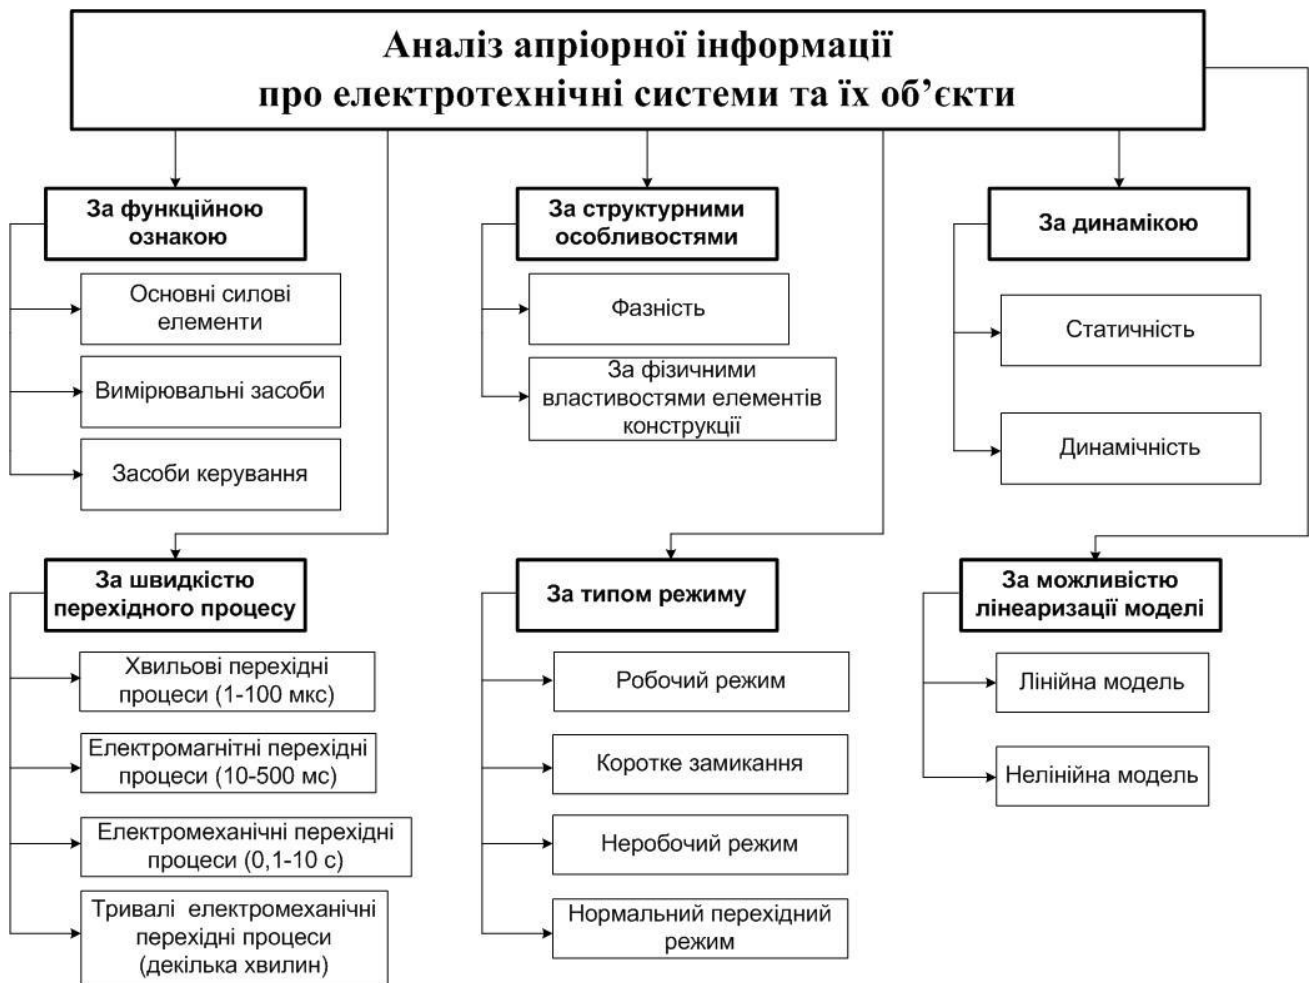 Аналіз апріорної інформації
про електротехнічні системи та їх об’єкти
За функційною
ознакою
Основні силові
елементи
Вимірювальні засоби
Засоби керування
За структурними
особливостями
Фазність
За фізичними
властивостями елементів
конструкції
За динамікою
Статичність
Динамічність
За швидкістю
перехідного процесу
Хвильові перехідні
процеси (1-100 мкс)
Електромагнітні перехідні
процеси (10-500 мс)
Електромеханічні перехідні
процеси (0,1-10 с)
Тривалі електромеханічні
перехідні процеси
(декілька хвилин)
За типом режиму
Робочий режим
Коротке замикання
Неробочий режим
Нормальний перехідний
режим
За можливістю
лінеаризації моделі
Лінійна модель
Нелінійна модель